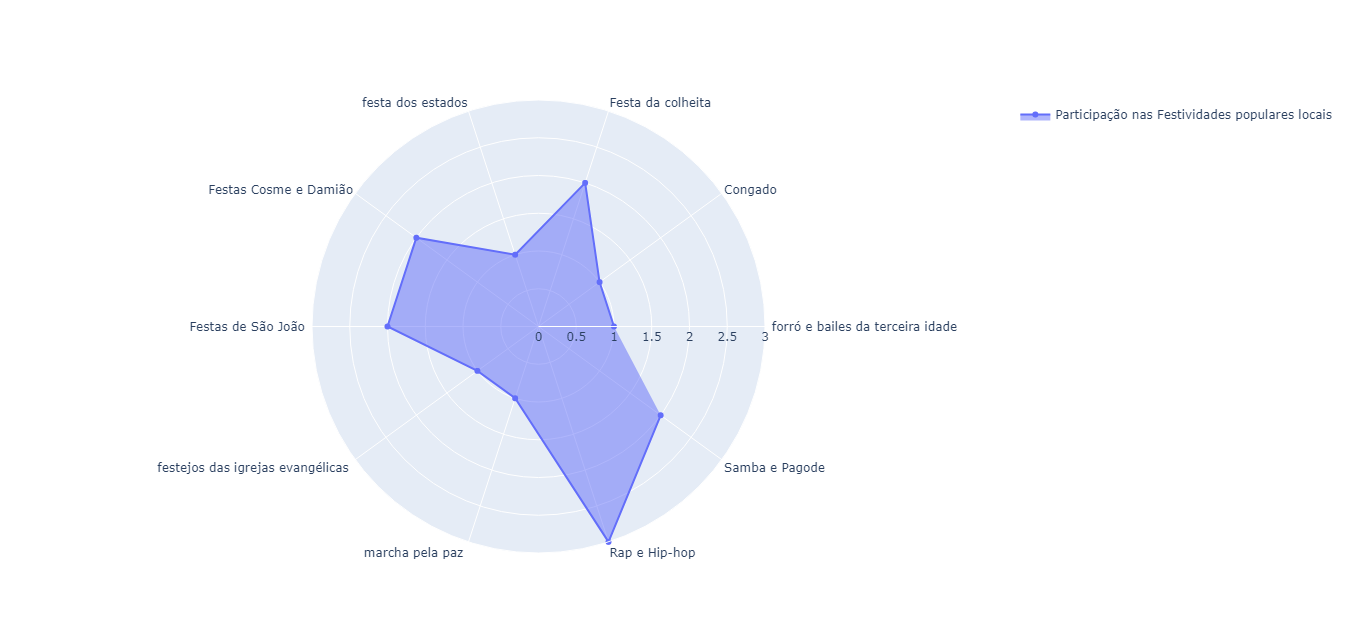 festa dos estados
Festa da colheita
Participação nas Festividades populares locais
Festas Cosme e Damião
Congado
Festas de São João
0 0.5 1 1.5 2 2.5 3
forró e bailes da terceira idade
festejos das igrejas evangélicas
Samba e Pagode
marcha pela paz
Rap e Hip-hop